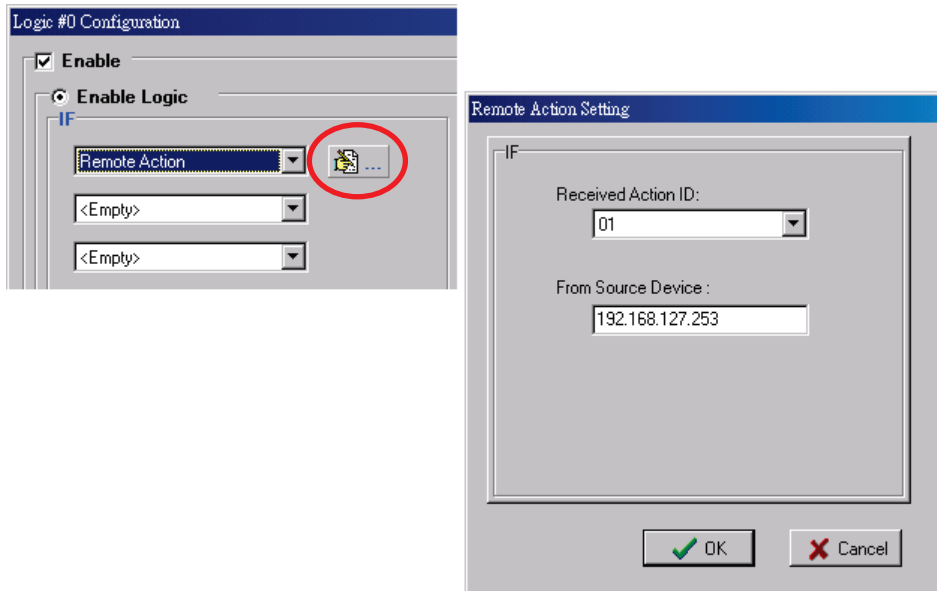 Logic #0 Configuration
Enable
Enable Logic
IF
Remote Action
...
<Empty>
<Empty>
Remote Action Setting
IF
Received Action ID:
01
From Source Device :
192.168.127.253
OK
Cancel